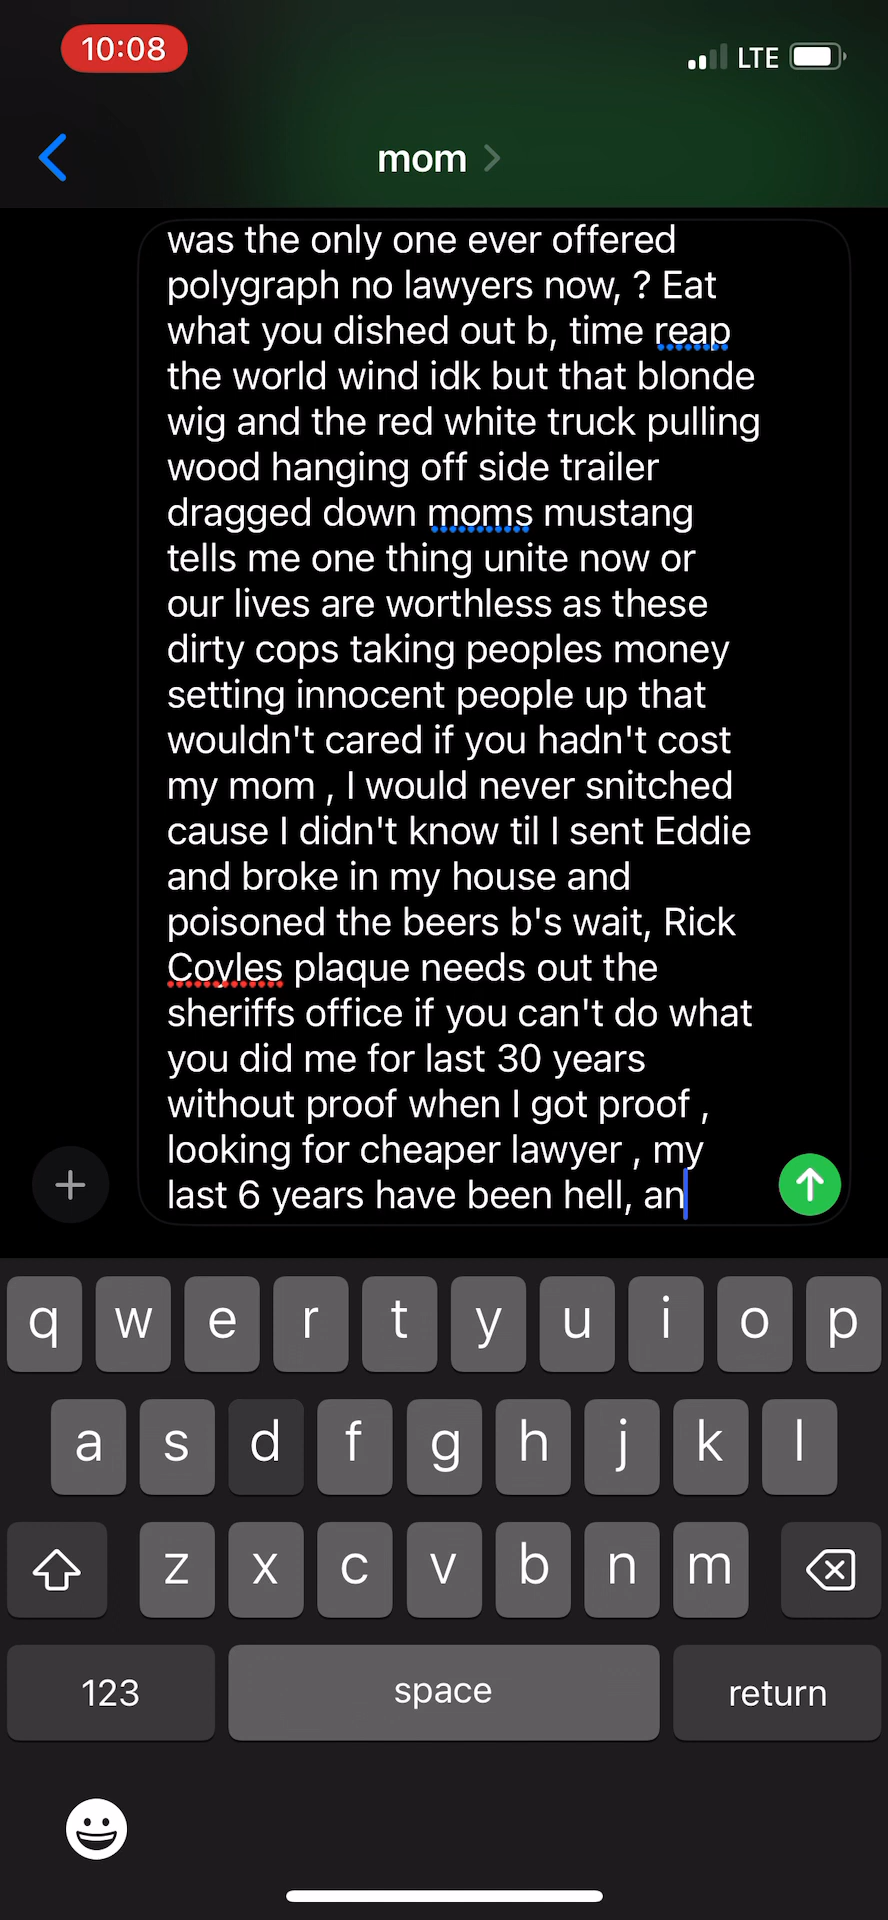 10:08
LTE
mom
was the only one ever offered
polygraph no lawyers now, ? Eat
what you dished out b, time reap
the world wind idk but that blonde
wig and the red white truck pulling
wood hanging off side trailer
dragged down moms mustang
tells me one thing unite now or
our lives are worthless as these
dirty cops taking peoples money
setting innocent people up that
wouldn't cared if you hadn't cost
my mom , I would never snitched
cause I didn't know til I sent Eddie
and broke in my house and
poisoned the beers b's wait, Rick
Coyles plaque needs out the
sheriffs office if you can't do what
you did me for last 30 years
without proof when I got proof ,
looking for cheaper lawyer , my
last 6 years have been hell, an
q w e r t y u i o p
a s d f g h j k l
z x c v b n m
123 space return